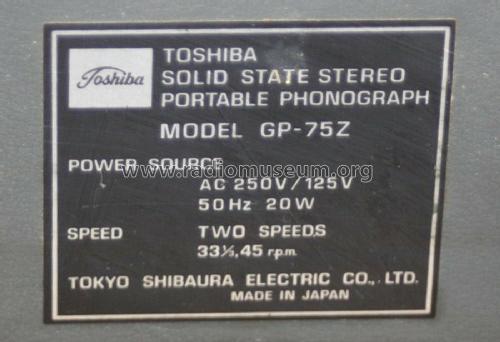 Toshiba
TOSHIBA
SOLID STATE STEREO
PORTABLE PHONOGRAPH
MODEL GP-75Z
POWER SOURCE
www.radiomuseum.org
AC 250V/125V
50Hz 20W
SPEED TWO SPEEDS
33⅓,45 r.p.m
TOKYO SHIBAURA ELECTRIC CO., LTD.
MADE IN JAPAN